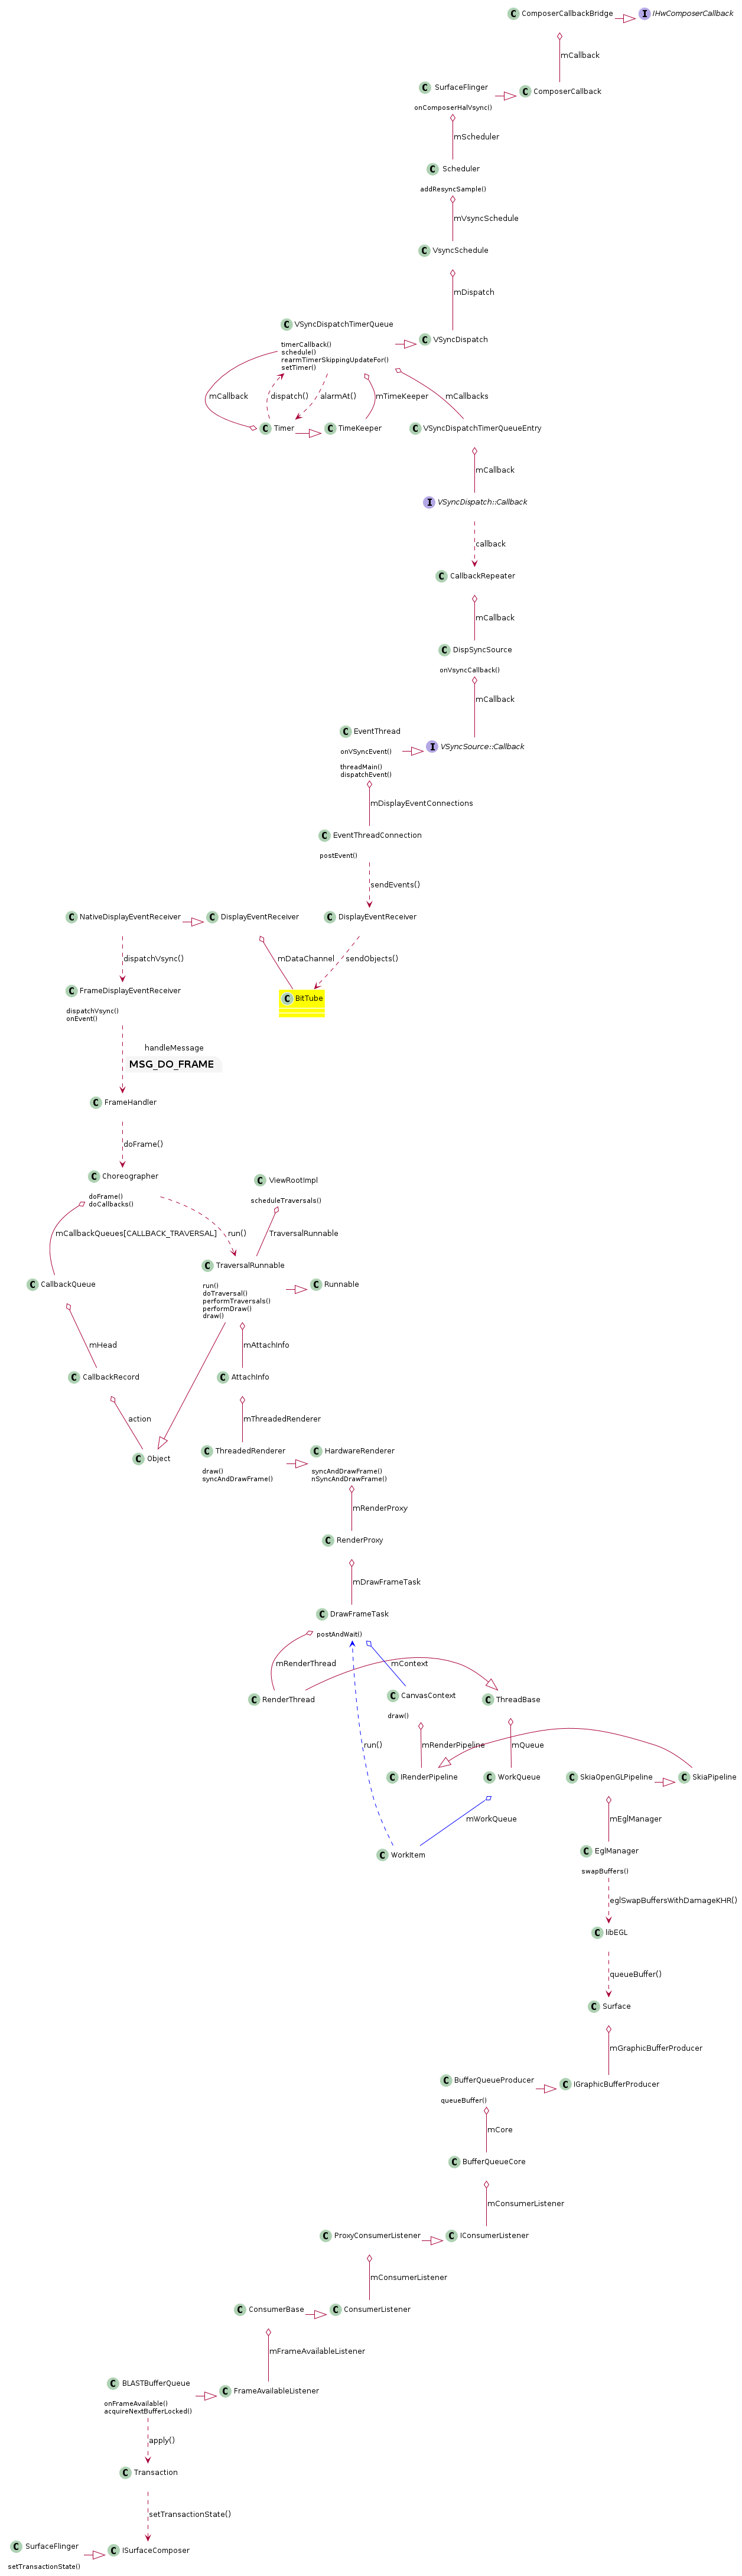 C ComposerCallbackBridge
I IHwComposerCallback
mCallback
C SurfaceFlinger
onComposerHalVsync()
C ComposerCallback
mScheduler
C Scheduler
addResyncSample()
mVsyncSchedule
C VsyncSchedule
mDispatch
C VSyncDispatchTimerQueue
timerCallback()
schedule()
rearmTimerSkippingUpdateFor()
setTimer()
C VSyncDispatch
mCallback
dispatch()
alarmAt()
mTimeKeeper
mCallbacks
C Timer
C TimeKeeper
C VSyncDispatchTimerQueueEntry
mCallback
I VSyncDispatch::Callback
callback
C CallbackRepeater
mCallback
C DispSyncSource
onVsyncCallback()
mCallback
C EventThread
onVSyncEvent()
threadMain()
dispatchEvent()
I VSyncSource::Callback
mDisplayEventConnections
C EventThreadConnection
postEvent()
sendEvents()
C NativeDisplayEventReceiver
C DisplayEventReceiver
C DisplayEventReceiver
dispatchVsync()
mDataChannel
sendObjects()
C FrameDisplayEventReceiver
dispatchVsync()
onEvent()
C BitTube
handleMessage
MSG_DO_FRAME
C FrameHandler
doFrame()
C Choreographer
doFrame()
doCallbacks()
C ViewRootImpl
scheduleTraversals()
mCallbackQueues[CALLBACK_TRAVERSAL]
run()
TraversalRunnable
C CallbackQueue
C TraversalRunnable
run()
doTraversal()
performTraversals()
performDraw()
draw()
C Runnable
mHead
mAttachInfo
C CallbackRecord
C AttachInfo
action
mThreadedRenderer
C Object
C ThreadedRenderer
draw()
syncAndDrawFrame()
C HardwareRenderer
syncAndDrawFrame()
nSyncAndDrawFrame()
mRenderProxy
C RenderProxy
mDrawFrameTask
C DrawFrameTask
postAndWait()
mRenderThread
mContext
C RenderThread
C CanvasContext
draw()
C ThreadBase
run()
mRenderPipeline
mQueue
C IRenderPipeline
C WorkQueue
C SkiaOpenGLPipeline
C SkiaPipeline
mWorkQueue
mEglManager
C WorkItem
C EglManager
swapBuffers()
eglSwapBuffersWithDamageKHR()
C libEGL
queueBuffer()
C Surface
mGraphicBufferProducer
C BufferQueueProducer
queueBuffer()
C IGraphicBufferProducer
mCore
C BufferQueueCore
mConsumerListener
C ProxyConsumerListener
C IConsumerListener
mConsumerListener
C ConsumerBase
C ConsumerListener
mFrameAvailableListener
C BLASTBufferQueue
onFrameAvailable()
acquireNextBufferLocked()
C FrameAvailableListener
apply()
C Transaction
setTransactionState()
C SurfaceFlinger
setTransactionState()
C ISurfaceComposer